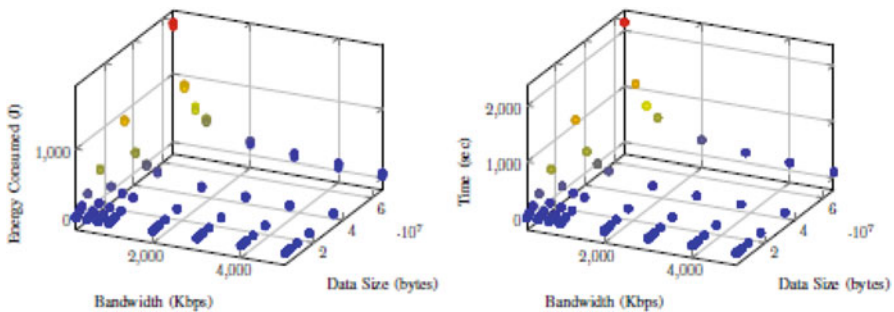 Energy Consumed (J)
1,000
0
2,000
4,000
Bandwidth (Kbps)
2
4
6
·10⁷
Data Size (bytes)
Time (sec)
2,000
1,000
0
2,000
4,000
Bandwidth (Kbps)
2
4
6
·10⁷
Data Size (bytes)